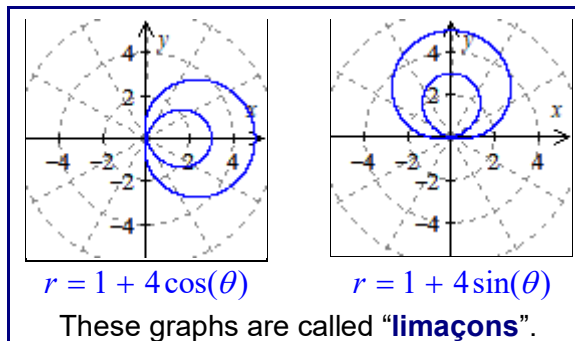 y
4
2
x
−4 −2 2 4
−2
−4
y
4
2
x
−4 −2 2 4
−2
−4
r = 1 + 4cos(θ)
r = 1 + 4sin(θ)
These graphs are called “limaçons”.